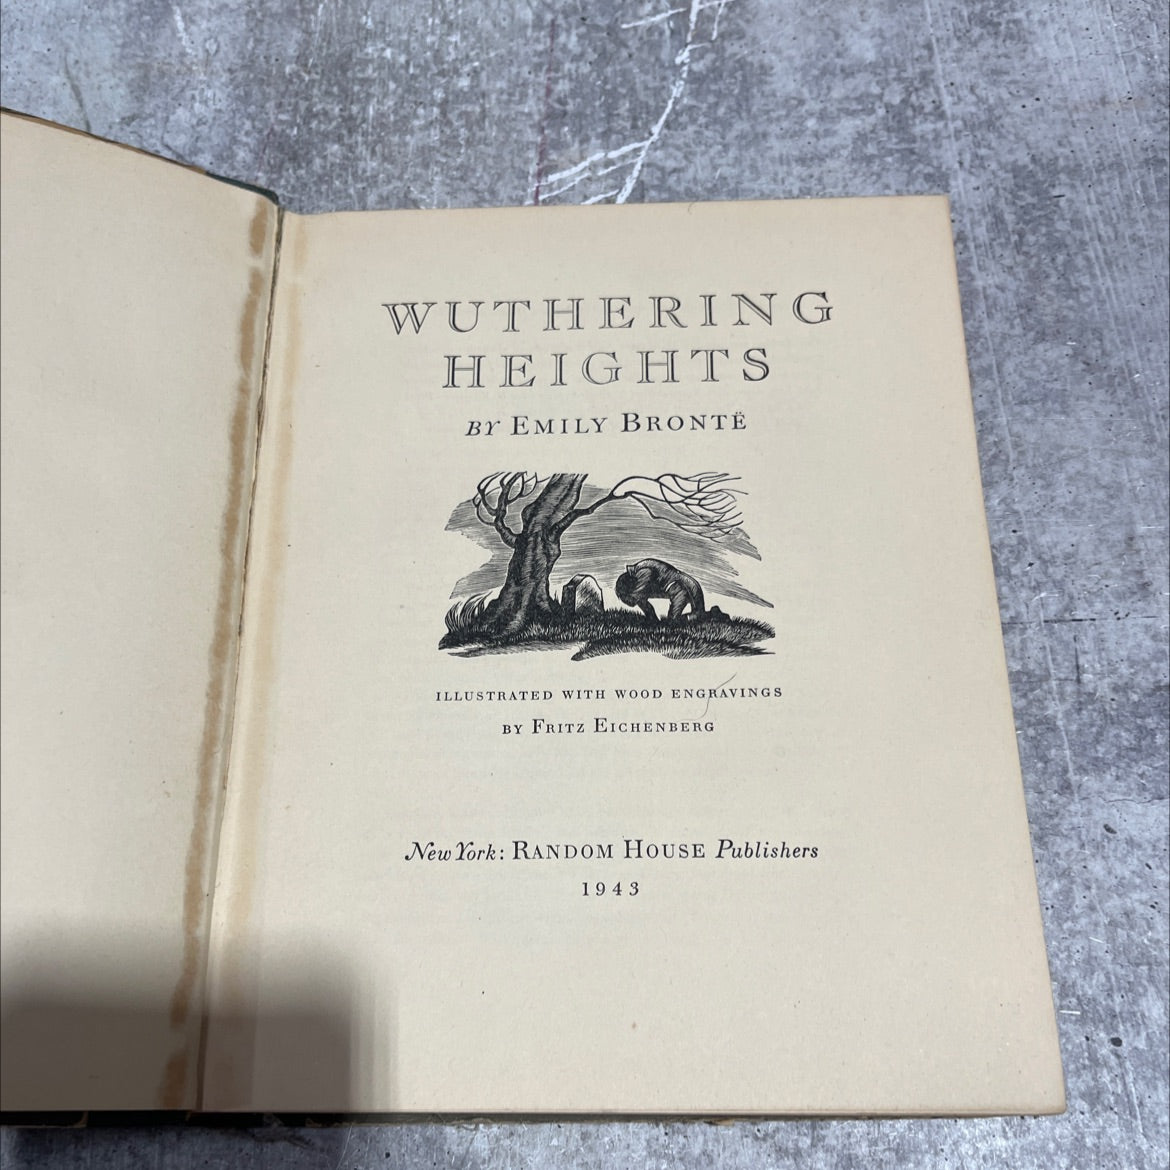 WUTHERING
HEIGHTS
BY EMILY BRONTË
ILLUSTRATED WITH WOOD ENGRAVINGS
BY FRITZ EICHENBERG
New York: RANDOM HOUSE Publishers
1943